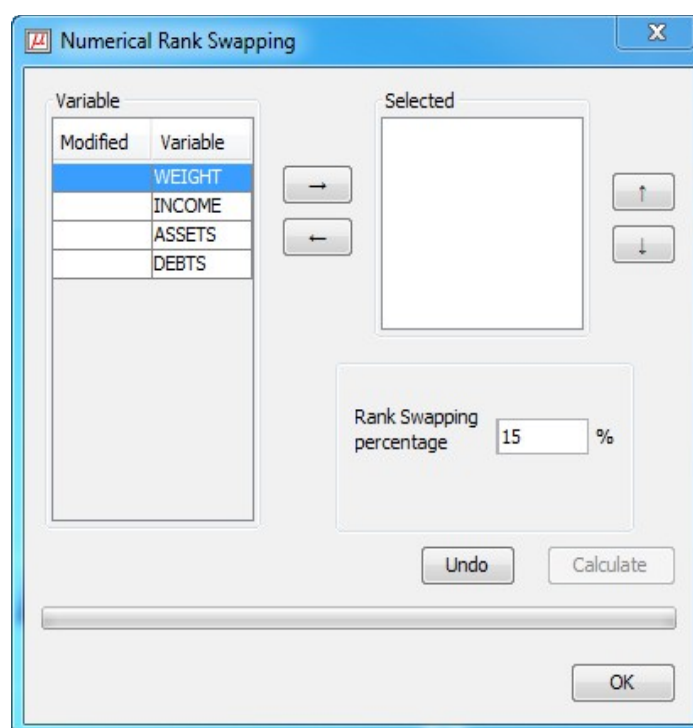 µ Numerical Rank Swapping X
Variable
Modified Variable
WEIGHT
INCOME
ASSETS
DEBTS
→
←
Selected
↑
↓
Rank Swapping
percentage 15 %
Undo Calculate
OK